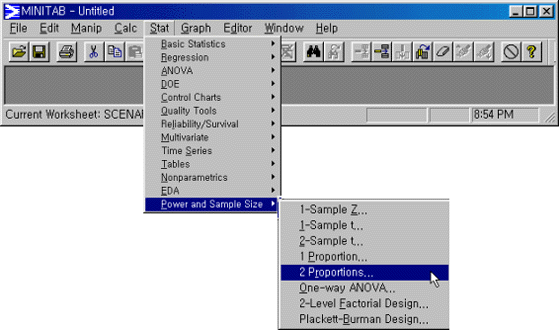 MINITAB - Untitled
File Edit Manip Calc Stat Graph Editor Window Help
Basic Statistics
Regression
ANOVA
DOE
Control Charts
Quality Tools
Reliability/Survival
Multivariate
Time Series
Tables
Nonparametrics
EDA
Power and Sample Size
Current Worksheet: SCENA
8:54 PM
1-Sample Z...
1-Sample t...
2-Sample t...
1 Proportion...
2 Proportions...
One-way ANOVA...
2-Level Factorial Design...
Plackett-Burman Design...